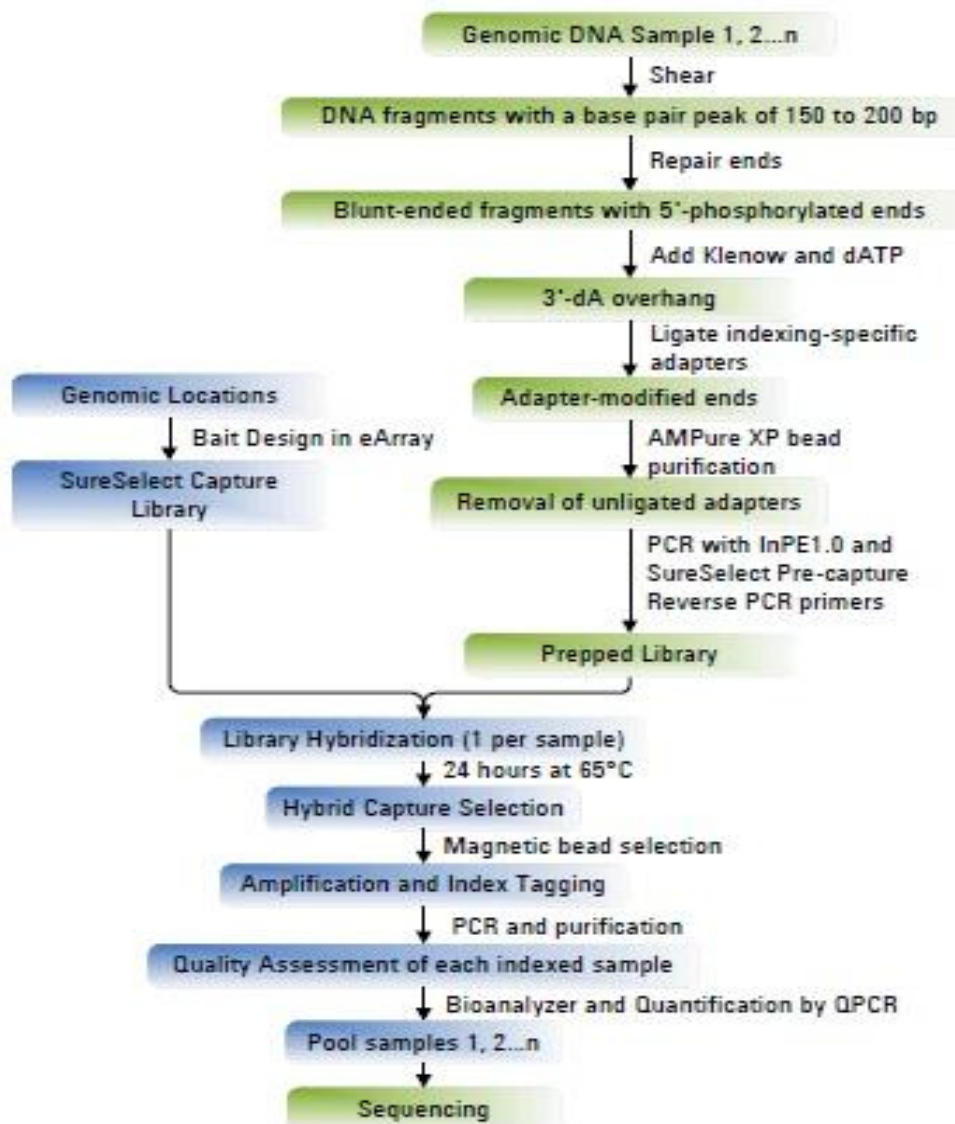 Genomic DNA Sample 1, 2...n
Shear
DNA fragments with a base pair peak of 150 to 200 bp
Repair ends
Blunt-ended fragments with 5'-phosphorylated ends
Add Klenow and dATP
3'-dA overhang
Ligate indexing-specific
adapters
Adapter-modified ends
AMPure XP bead
purification
Removal of unligated adapters
PCR with InPE1.0 and
SureSelect Pre-capture
Reverse PCR primers
Prepped Library
Genomic Locations
Bait Design in eArray
SureSelect Capture
Library
Library Hybridization (1 per sample)
24 hours at 65°C
Hybrid Capture Selection
Magnetic bead selection
Amplification and Index Tagging
PCR and purification
Quality Assessment of each indexed sample
Bioanalyzer and Quantification by QPCR
Pool samples 1, 2...n
Sequencing